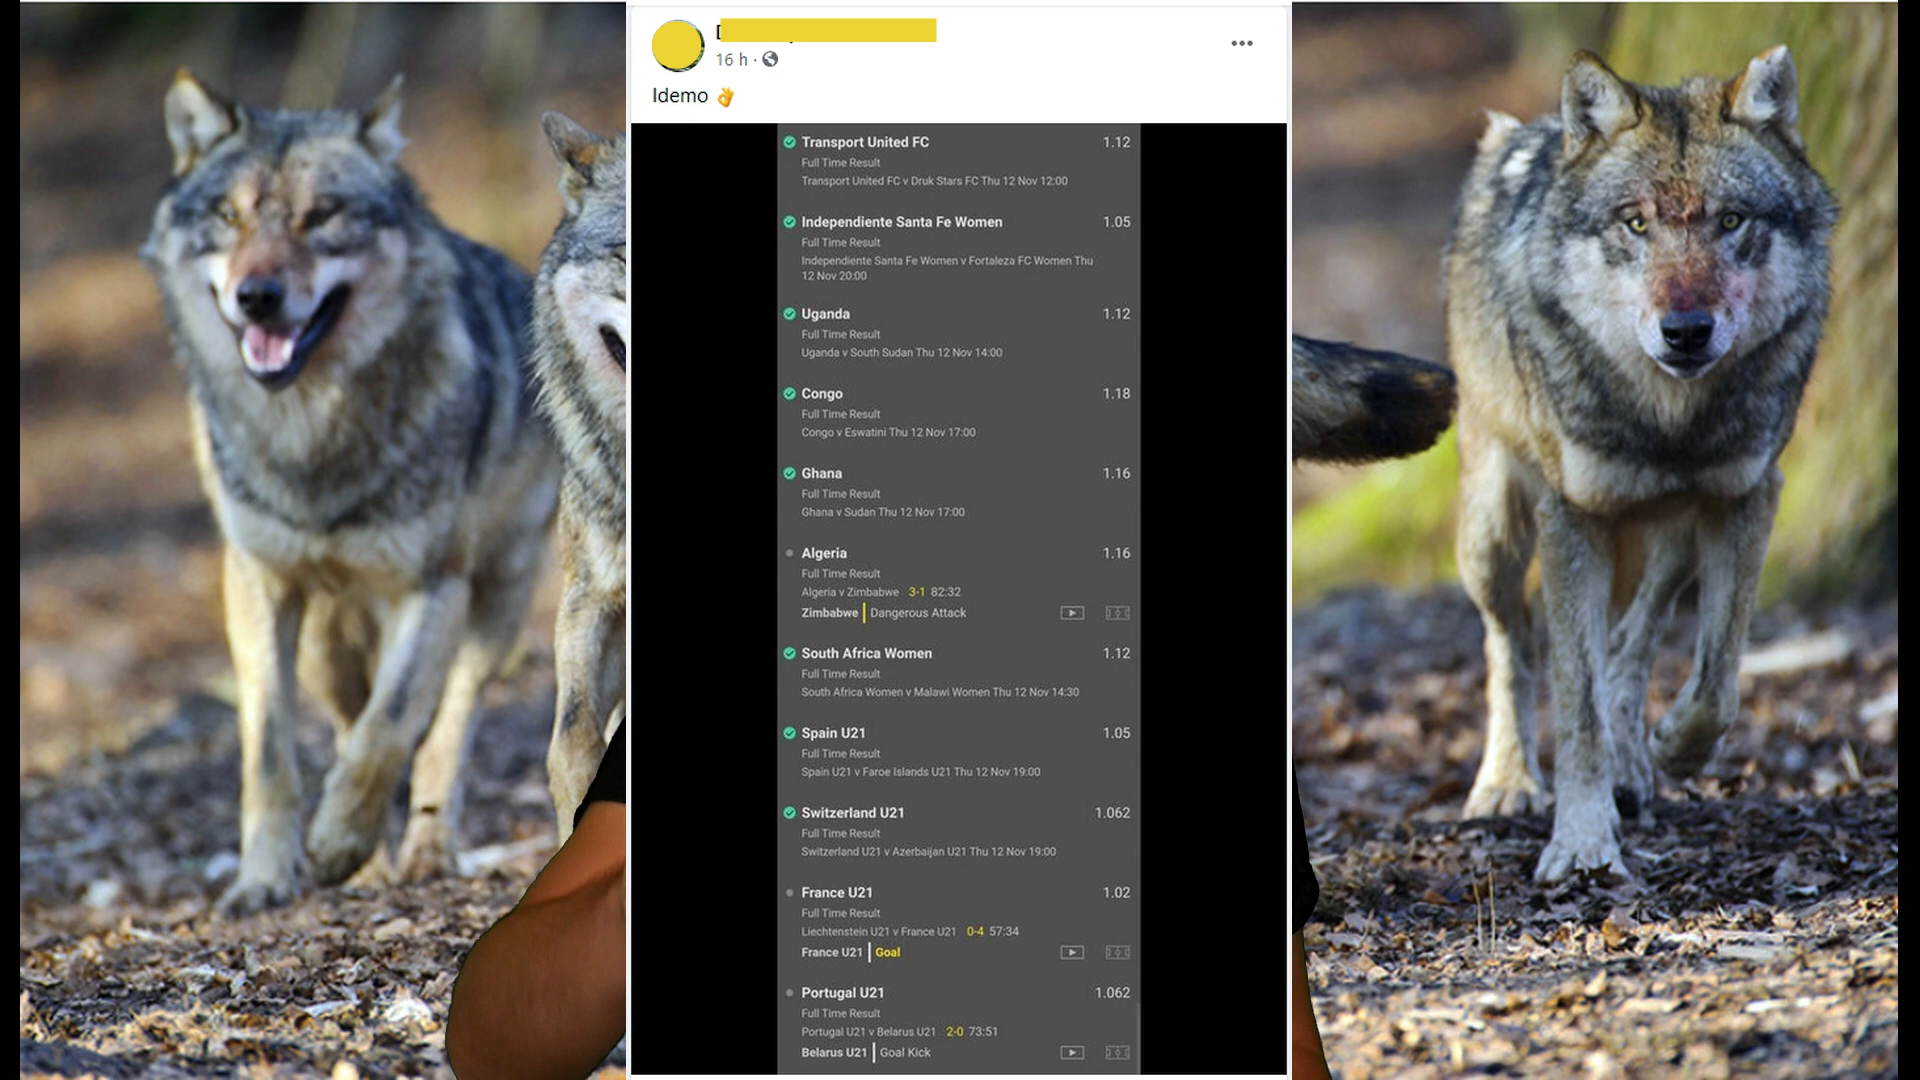 16 h
Idemo
Transport United FC 1.12
Full Time Result
Transport United FC v Druk Stars FC Thu 12 Nov 12:00
Independiente Santa Fe Women 1.05
Full Time Result
Independiente Santa Fe Women v Fortaleza FC Women Thu
12 Nov 20:00
Uganda 1.12
Full Time Result
Uganda v South Sudan Thu 12 Nov 14:00
Congo 1.18
Full Time Result
Congo v Eswatini Thu 12 Nov 17:00
Ghana 1.16
Full Time Result
Ghana v Sudan Thu 12 Nov 17:00
Algeria 1.16
Full Time Result
Algeria v Zimbabwe 3-1 82:32
Zimbabwe Dangerous Attack
South Africa Women 1.12
Full Time Result
South Africa Women v Malawi Women Thu 12 Nov 14:30
Spain U21 1.05
Full Time Result
Spain U21 v Faroe Islands U21 Thu 12 Nov 19:00
Switzerland U21 1.062
Full Time Result
Switzerland U21 v Azerbaijan U21 Thu 12 Nov 19:00
France U21 1.02
Full Time Result
Liechtenstein U21 v France U21 0-4 57:34
France U21 Goal
Portugal U21 1.062
Full Time Result
Portugal U21 v Belarus U21 2-0 73:51
Belarus U21 Goal Kick